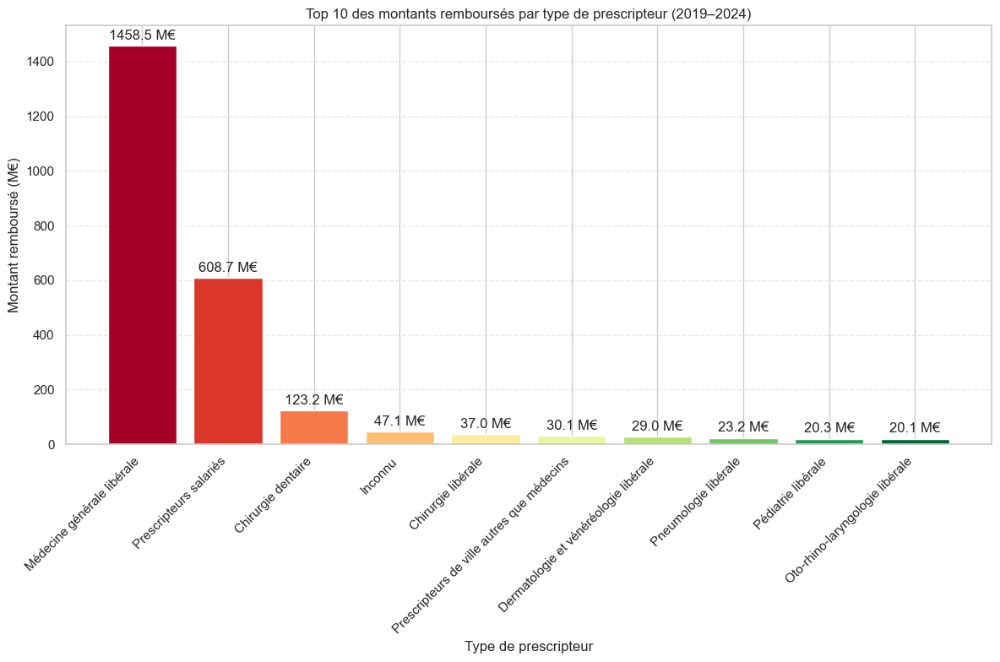 Top 10 des montants remboursés par type de prescripteur (2019–2024)
Montant remboursé (M€)
1400
1200
1000
800
600
400
200
0
1458.5 M€
608.7 M€
123.2 M€
47.1 M€
37.0 M€
30.1 M€
29.0 M€
23.2 M€
20.3 M€
20.1 M€
Médecine générale libérale
Prescripteurs salariés
Chirurgie dentaire
Inconnu
Chirurgie libérale
Prescripteurs de ville autres que médecins
Dermatologie et vénéréologie libérale
Pneumologie libérale
Pédiatrie libérale
Oto-rhino-laryngologie libérale
Type de prescripteur